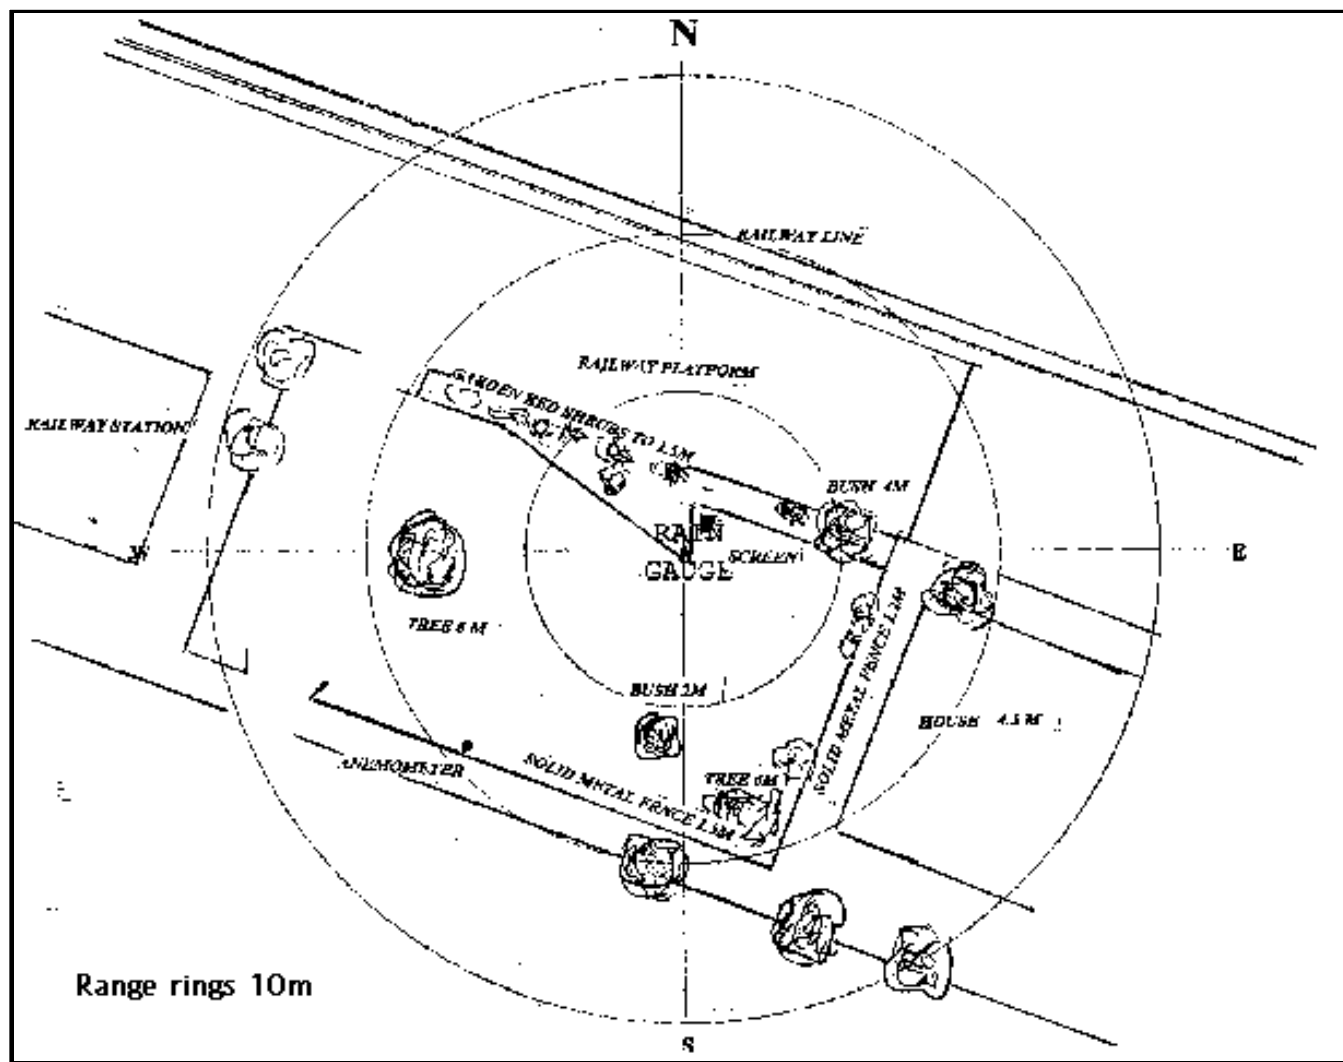 N
RAILWAY LINE
RAILWAY PLATFORM
GARDEN BED SHRUBS TO 1.5M
RAILWAY STATION
BUSH 4M
RAIN
GAUGE
SCREEN
E
TREE 8 M
BUSH 2M
SOLID METAL FENCE 1.2M
HOUSE 4.5 M
ANEMOMETER
SOLID METAL FENCE 1.5M
TREE 6M
Range rings 10m
S